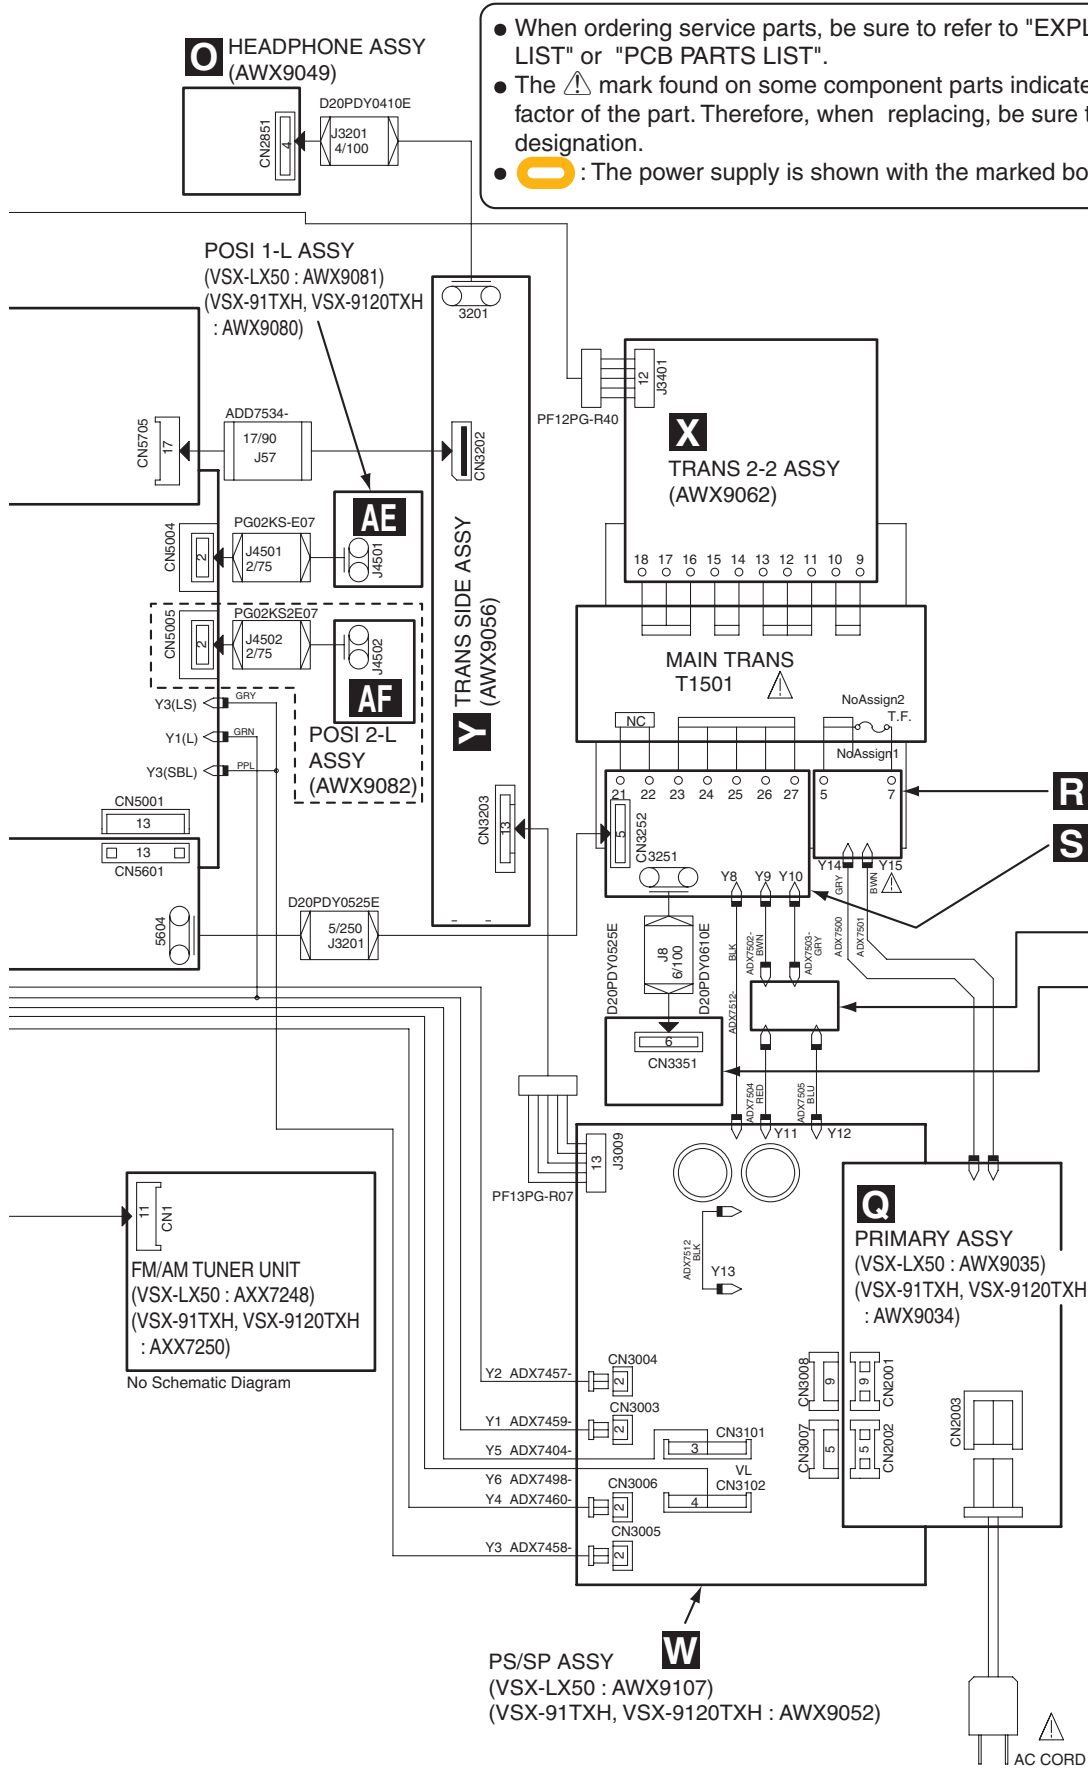 ● When ordering service parts, be sure to refer to "EXPL
LIST" or "PCB PARTS LIST".
● The ⚠ mark found on some component parts indicate
factor of the part. Therefore, when replacing, be sure t
designation.
● : The power supply is shown with the marked bo
O HEADPHONE ASSY
(AWX9049)
D20PDY0410E
CN2851
4
J3201
4/100
POSI 1-L ASSY
(VSX-LX50 : AWX9081)
(VSX-91TXH, VSX-9120TXH
: AWX9080)
3201
CN5705
17
ADD7534-
17/90
J57
CN3202
PF12PG-R40
12
J3401
X
TRANS 2-2 ASSY
(AWX9062)
18 17 16 15 14 13 12 11 10 9
CN5004
2
PG02KS-E07
J4501
2/75
AE
J4501
CN5005
2
PG02KS2E07
J4502
2/75
AF
J4502
POSI 2-L
ASSY
(AWX9082)
Y TRANS SIDE ASSY
(AWX9056)
Y3(LS) GRY
Y1(L) GRN
Y3(SBL) PPL
MAIN TRANS
T1501 ⚠
NoAssign2
T.F.
NoAssign1
NC
21 22 23 24 25 26 27
5 7
R
S
CN5001
13
13
CN5601
CN3203
13
5
CN3252
3251
Y8 Y9 Y10
Y14 Y15 ⚠
GRY
BWN
ADX7500
ADX7501
5604
D20PDY0525E
5/250
J3201
D20PDY0525E
J8
6/100
D20PDY0610E
BLK
ADX7512-
ADX7502-
BWN
ADX7503-
GRY
6
CN3351
ADX7504
RED
ADX7505
BLU
Y11 Y12
13
J3009
PF13PG-R07
ADX7512
BLK
Y13
11
CN1
FM/AM TUNER UNIT
(VSX-LX50 : AXX7248)
(VSX-91TXH, VSX-9120TXH
: AXX7250)
No Schematic Diagram
Q
PRIMARY ASSY
(VSX-LX50 : AWX9035)
(VSX-91TXH, VSX-9120TXH
: AWX9034)
Y2 ADX7457-
CN3004
2
Y1 ADX7459-
CN3003
2
Y5 ADX7404-
CN3101
3
Y6 ADX7498-
VL
CN3102
4
Y4 ADX7460-
CN3006
2
CN3005
Y3 ADX7458-
2
CN3008
9
9
CN2001
CN3007
5
5
CN2002
CN2003
W
PS/SP ASSY
(VSX-LX50 : AWX9107)
(VSX-91TXH, VSX-9120TXH : AWX9052)
⚠
AC CORD